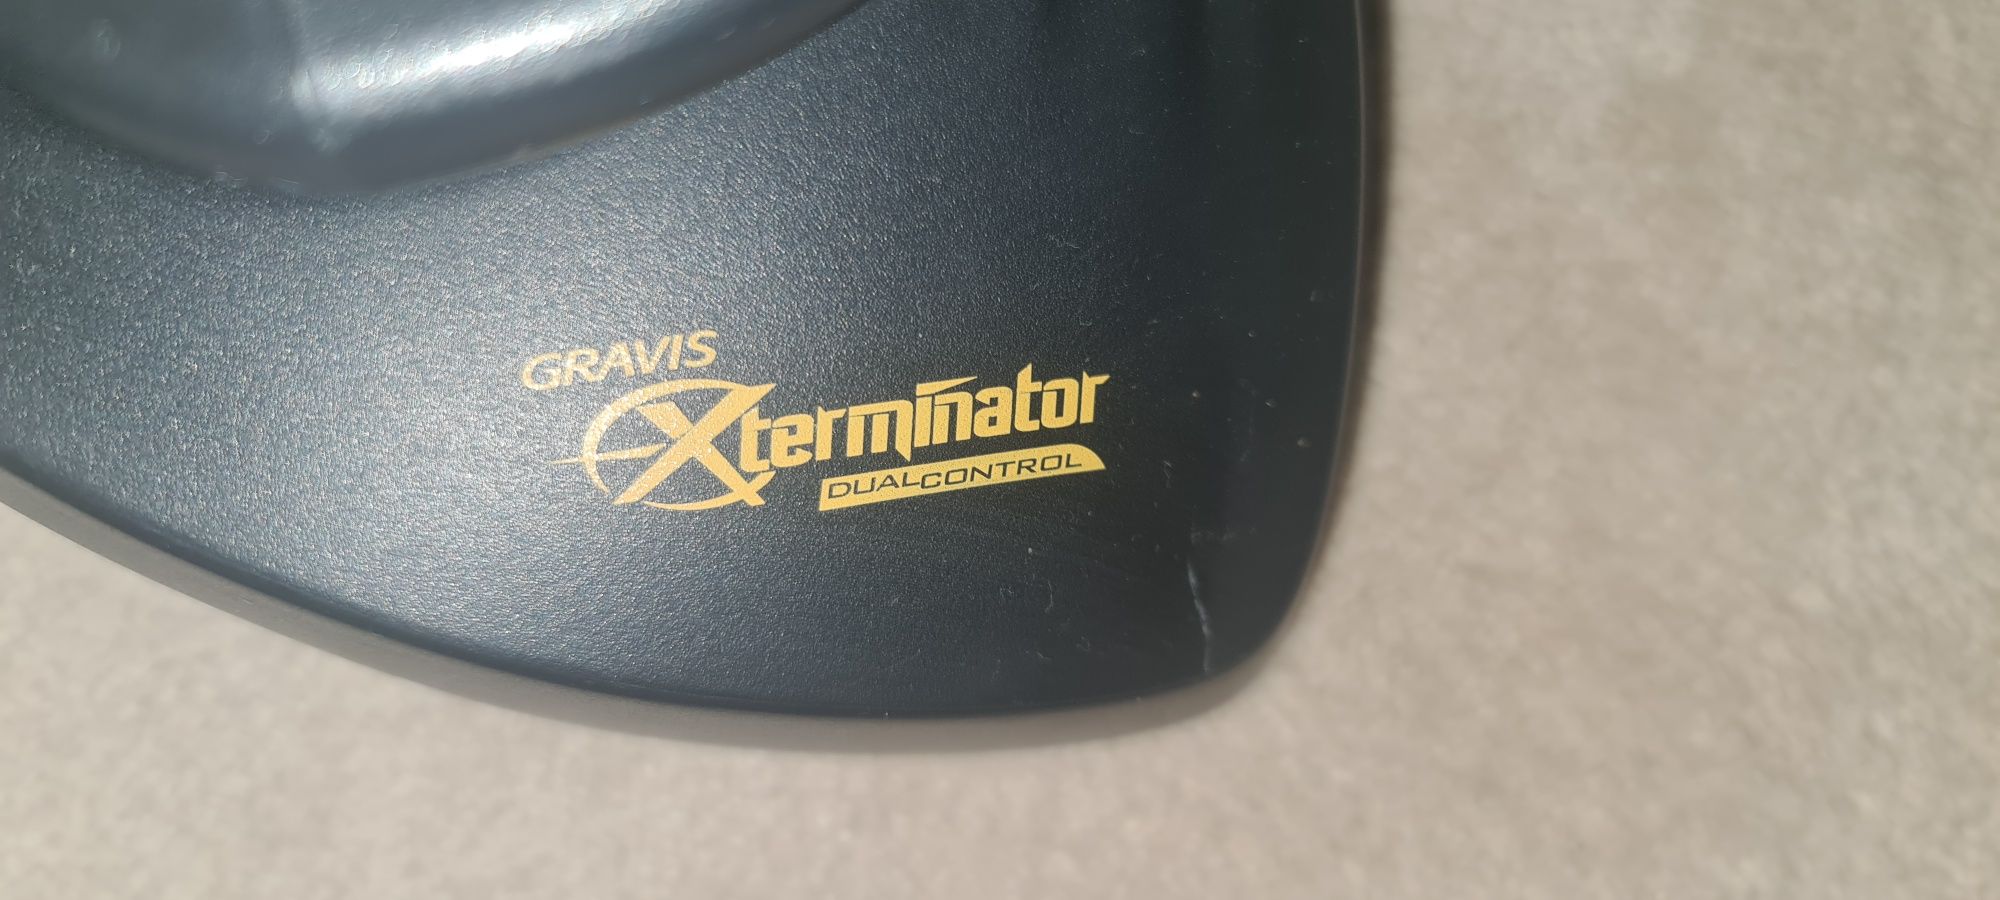 GRAVIS
Xterminator
DUALCONTROL